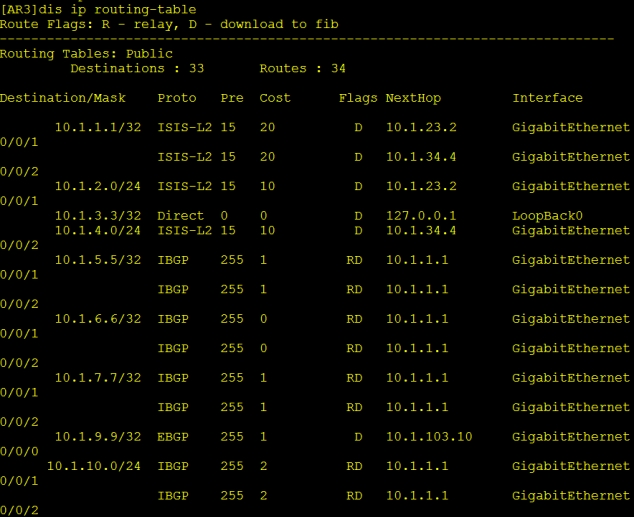 [AR3]dis ip routing-table
Route Flags: R - relay, D - download to fib
------------------------------------------------------------------------------
Routing Tables: Public
         Destinations : 33       Routes : 34

Destination/Mask    Proto   Pre  Cost      Flags NextHop         Interface

       10.1.1.1/32  ISIS-L2 15   20          D   10.1.23.2       GigabitEthernet
0/0/1
                    ISIS-L2 15   20          D   10.1.34.4       GigabitEthernet
0/0/2
       10.1.2.0/24  ISIS-L2 15   10          D   10.1.23.2       GigabitEthernet
0/0/1
       10.1.3.3/32  Direct  0    0           D   127.0.0.1       LoopBack0
       10.1.4.0/24  ISIS-L2 15   10          D   10.1.34.4       GigabitEthernet
0/0/2
       10.1.5.5/32  IBGP    255  1          RD   10.1.1.1        GigabitEthernet
0/0/1
                    IBGP    255  1          RD   10.1.1.1        GigabitEthernet
0/0/2
       10.1.6.6/32  IBGP    255  0          RD   10.1.1.1        GigabitEthernet
0/0/1
                    IBGP    255  0          RD   10.1.1.1        GigabitEthernet
0/0/2
       10.1.7.7/32  IBGP    255  1          RD   10.1.1.1        GigabitEthernet
0/0/1
                    IBGP    255  1          RD   10.1.1.1        GigabitEthernet
0/0/2
       10.1.9.9/32  EBGP    255  1           D   10.1.103.10     GigabitEthernet
0/0/0
      10.1.10.0/24  IBGP    255  2          RD   10.1.1.1        GigabitEthernet
0/0/1
                    IBGP    255  2          RD   10.1.1.1        GigabitEthernet
0/0/2